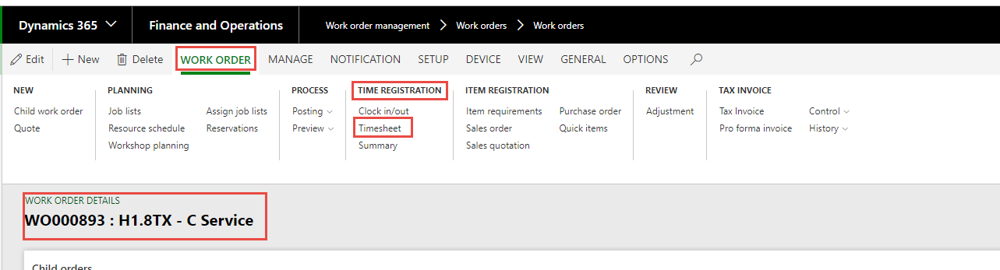 Dynamics 365 Finance and Operations Work order management Work orders Work orders
Edit New Delete WORK ORDER MANAGE NOTIFICATION SETUP DEVICE VIEW GENERAL OPTIONS
NEW
Child work order
Quote
PLANNING
Job lists Assign job lists
Resource schedule Reservations
Workshop planning
PROCESS
Posting
Preview
TIME REGISTRATION
Clock in/out
Timesheet
Summary
ITEM REGISTRATION
Item requirements Purchase order
Sales order Quick items
Sales quotation
REVIEW
Adjustment
TAX INVOICE
Tax Invoice Control
Pro forma invoice History
WORK ORDER DETAILS
WO000893 : H1.8TX - C Service
Child orders